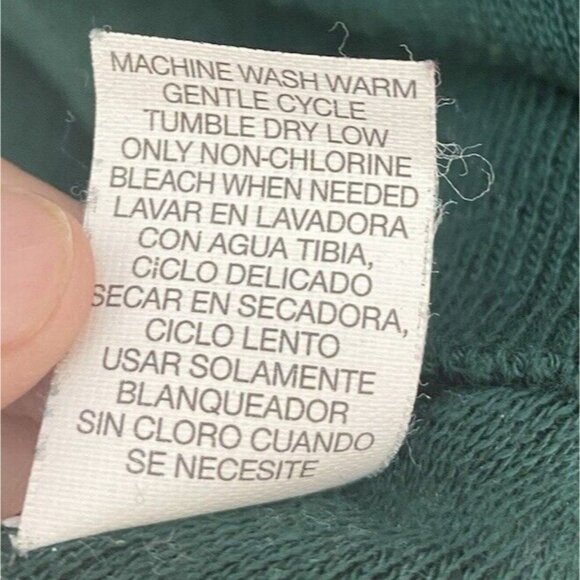 MACHINE WASH WARM
GENTLE CYCLE
TUMBLE DRY LOW
ONLY NON-CHLORINE
BLEACH WHEN NEEDED
LAVAR EN LAVADORA
CON AGUA TIBIA,
CiCLO DELICADO
SECAR EN SECADORA,
CICLO LENTO
USAR SOLAMENTE
BLANQUEADOR
SIN CLORO CUANDO
SE NECESITE